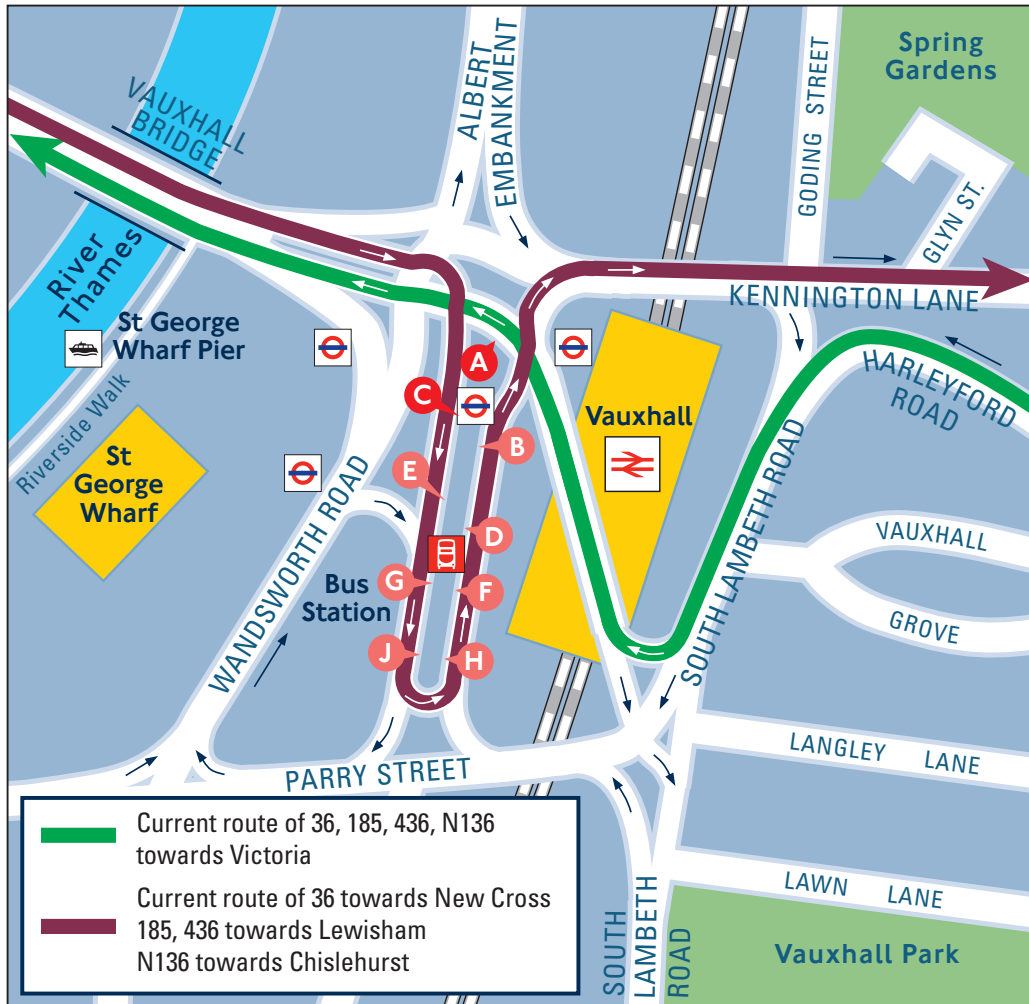 Spring
Gardens
GODING STREET
GLYN ST.
ALBERT
EMBANKMENT
VAUXHALL
BRIDGE
River
Thames
St George
Wharf Pier
Riverside Walk
St
George
Wharf
KENNINGTON LANE
HARLEYFORD
ROAD
A
C
B
E
D
G
F
J
H
Vauxhall
Bus
Station
WANDSWORTH ROAD
SOUTH LAMBETH ROAD
VAUXHALL
GROVE
LANGLEY LANE
PARRY STREET
LAWN LANE
SOUTH
LAMBETH
ROAD
Vauxhall Park
Current route of 36, 185, 436, N136
towards Victoria
Current route of 36 towards New Cross
185, 436 towards Lewisham
N136 towards Chislehurst